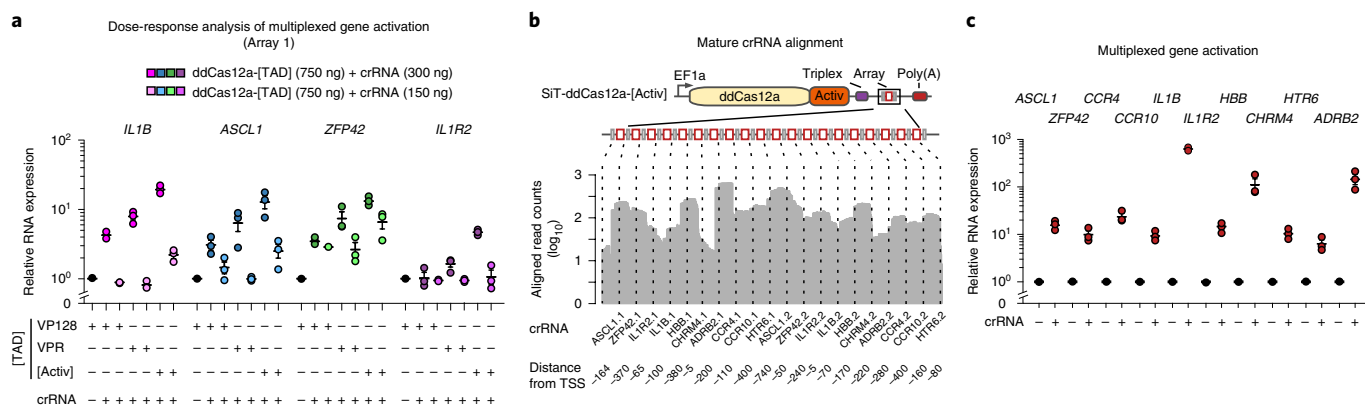 a
Dose-response analysis of multiplexed gene activation
(Array 1)
ddCas12a-[TAD] (750 ng) + crRNA (300 ng)
ddCas12a-[TAD] (750 ng) + crRNA (150 ng)
IL1B ASCL1 ZFP42 IL1R2
Relative RNA expression
10²
10¹
10⁰
0
[TAD]
VP128 + + + – – – – + + + – – – – + + + – – – – + + + – – – –
VPR – – – + + – – – – – + + – – – – – + + – – – – – + + – –
[Activ] – – – – – + + – – – – – + + – – – – – + + – – – – – + +
crRNA – + + + + + + – + + + + + + – + + + + + + – + + + + + +
b
Mature crRNA alignment
EF1a Triplex Array Poly(A)
SiT-ddCas12a-[Activ] ddCas12a Activ
Aligned read counts
(log₁₀)
3
2
1
0
crRNA ASCL1.1 ZFP42.1 IL1R2.1 IL1B.1 HBB.1 CHRM4.1 ADRB2.1 CCR4.1 CCR10.1 HTR6.1 ASCL1.2 ZFP42.2 IL1R2.2 IL1B.2 HBB.2 CHRM4.2 ADRB2.2 CCR4.2 CCR10.2 HTR6.2
Distance
from TSS
–164 –370 –65 –100 –380 –5 –200 –110 –400 –740 –50 –240 –5 –70 –170 –220 –280 –400 –160 –80
c
Multiplexed gene activation
ASCL1 CCR4 IL1B HBB HTR6
ZFP42 CCR10 IL1R2 CHRM4 ADRB2
Relative RNA expression
10³
10²
10¹
10⁰
0
crRNA – + – + – + – + – + – + – + – + – + – +